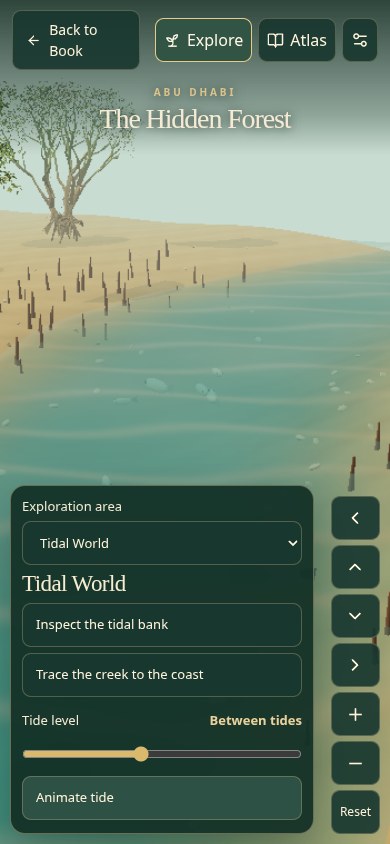 Back to
Book
Explore
Atlas
ABU DHABI
The Hidden Forest
Exploration area
Tidal World
Tidal World
Inspect the tidal bank
Trace the creek to the coast
Tide level
Between tides
Animate tide
Reset